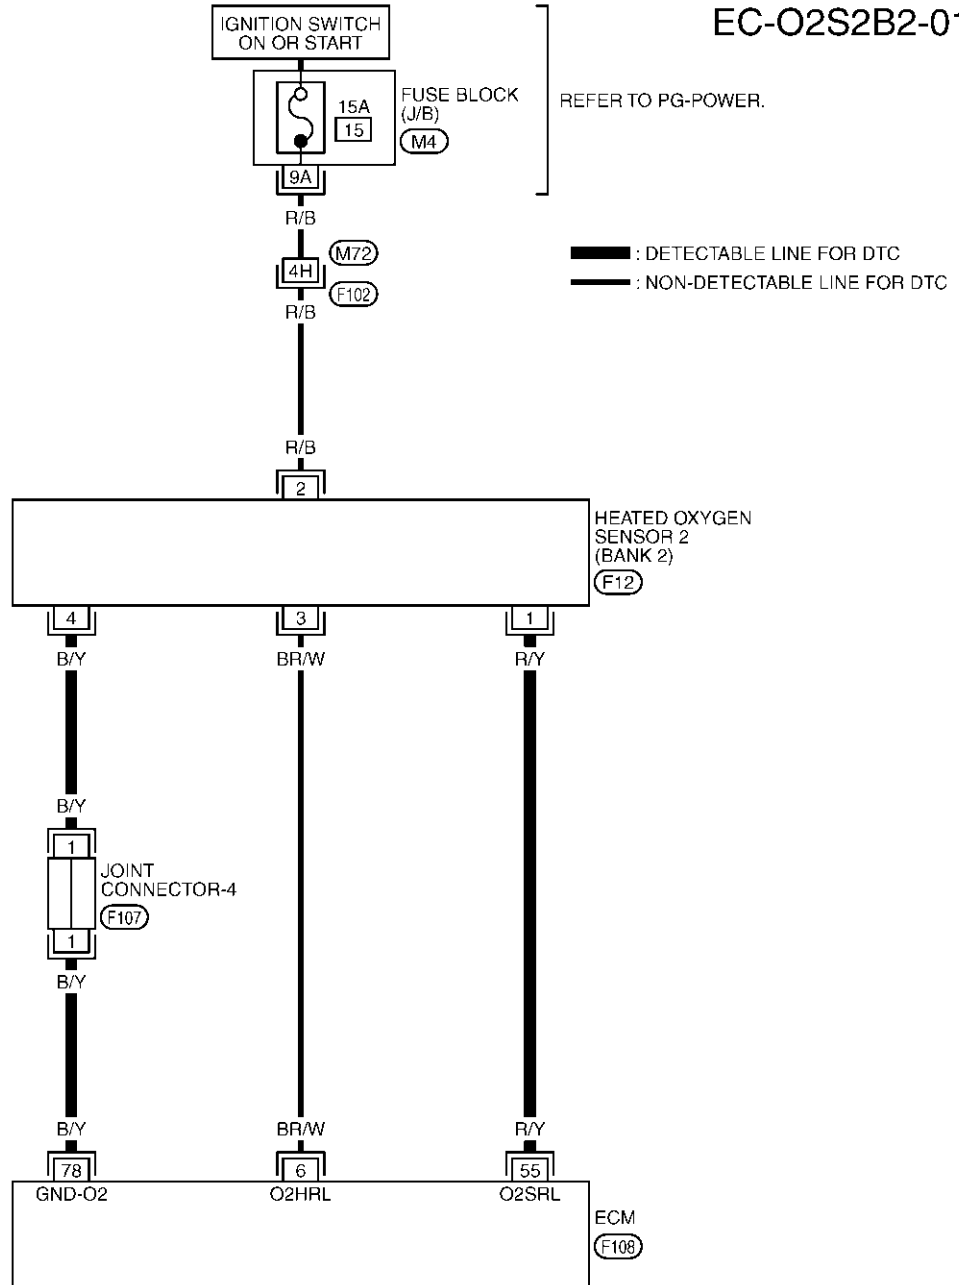 EC-O2S2B2-01
IGNITION SWITCH
ON OR START
15A
15
FUSE BLOCK
(J/B)
M4
REFER TO PG-POWER.
9A
R/B
M72
4H
F102
R/B
: DETECTABLE LINE FOR DTC
: NON-DETECTABLE LINE FOR DTC
R/B
2
HEATED OXYGEN
SENSOR 2
(BANK 2)
F12
4
3
1
B/Y
BR/W
R/Y
B/Y
1
JOINT
CONNECTOR-4
F107
1
B/Y
B/Y
BR/W
R/Y
78
6
55
GND-O2
O2HRL
O2SRL
ECM
F108